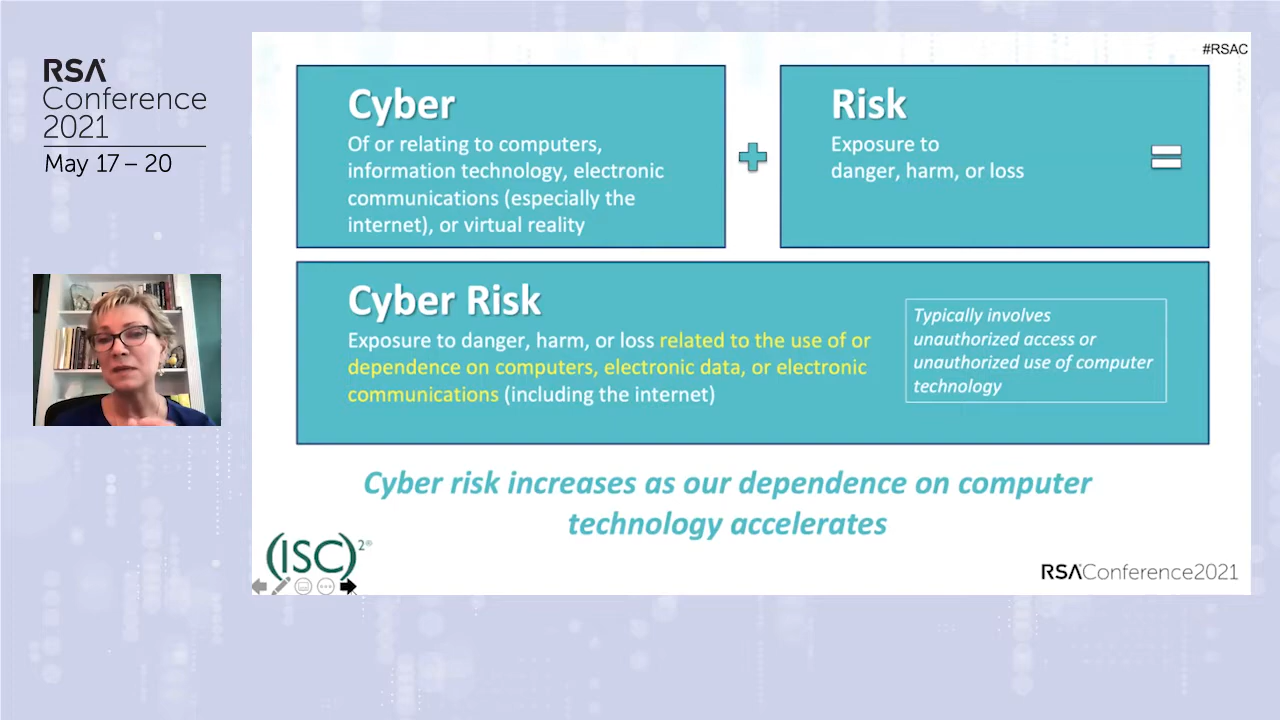 RSA
Conference
2021
May 17 – 20
#RSAC
Cyber
Of or relating to computers,
information technology, electronic
communications (especially the
internet), or virtual reality
Risk
Exposure to
danger, harm, or loss
Cyber Risk
Exposure to danger, harm, or loss related to the use of or
dependence on computers, electronic data, or electronic
communications (including the internet)
Typically involves
unauthorized access or
unauthorized use of computer
technology
Cyber risk increases as our dependence on computer
technology accelerates
(ISC)²®
RSAConference2021